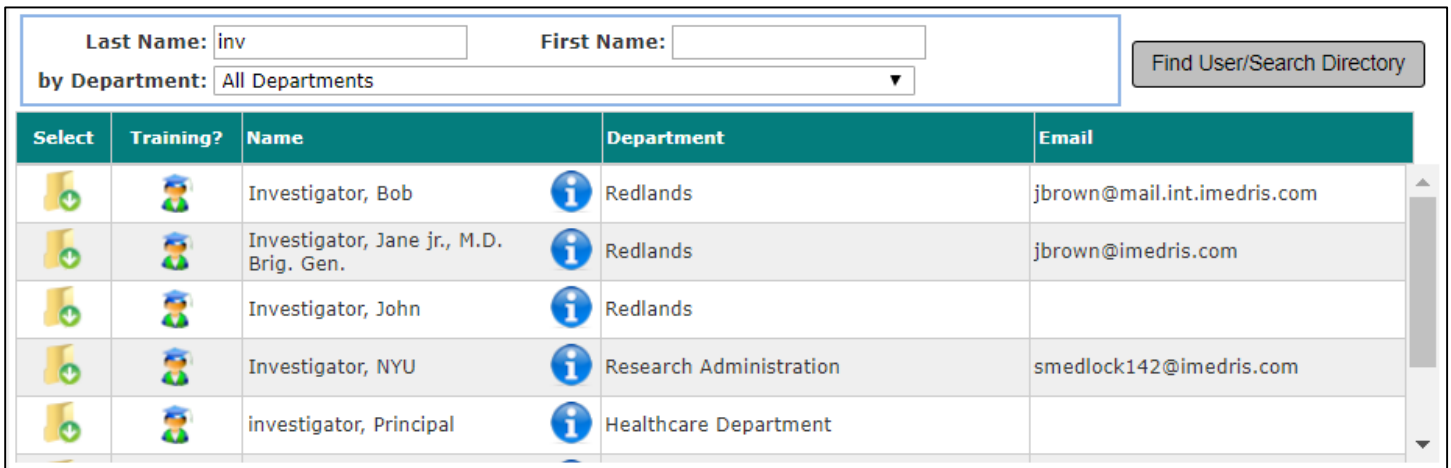 Last Name: inv First Name:
Find User/Search Directory
by Department: All Departments
Select Training? Name Department Email
Investigator, Bob Redlands jbrown@mail.int.imedris.com
Investigator, Jane jr., M.D.
Brig. Gen. Redlands jbrown@imedris.com
Investigator, John Redlands
Investigator, NYU Research Administration smedlock142@imedris.com
investigator, Principal Healthcare Department